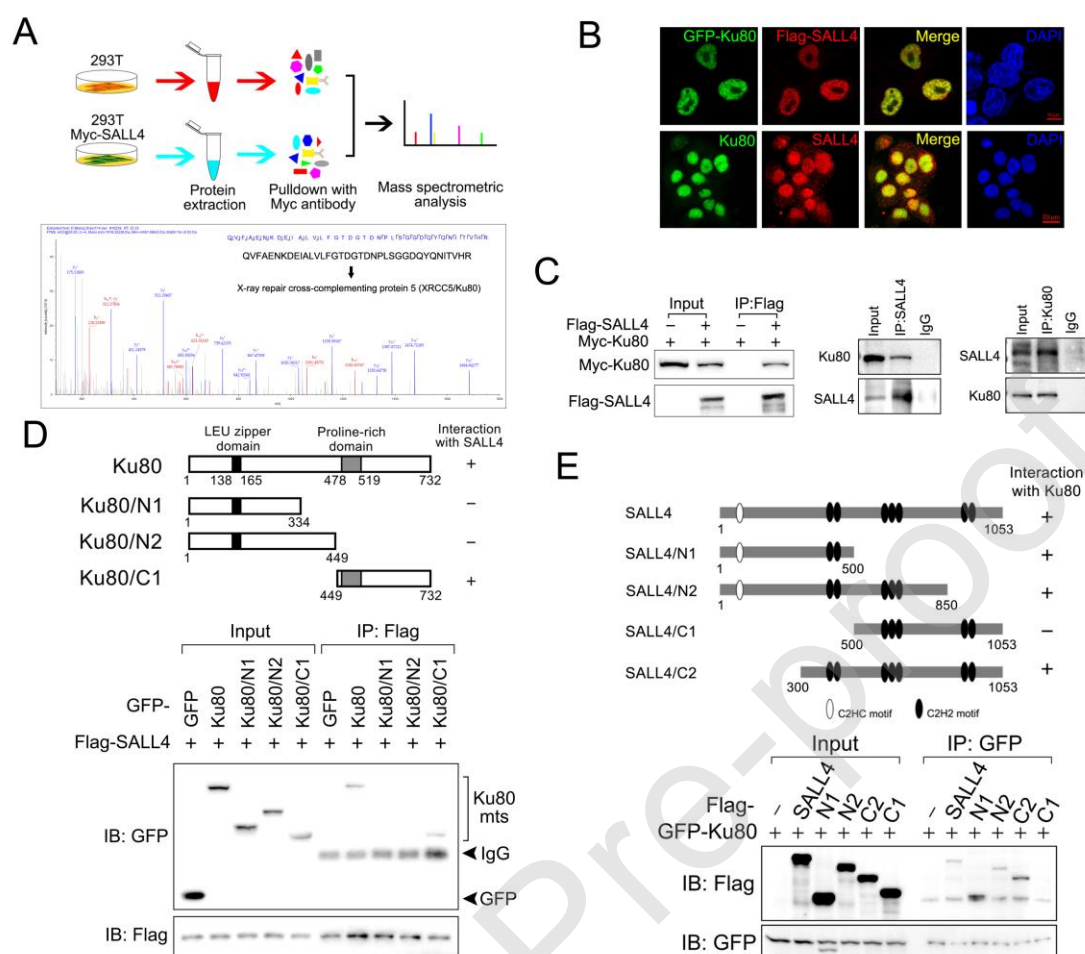 A
293T
293T
Myc-SALL4
Protein
extraction
Pulldown with
Myc antibody
Mass spectrometric
analysis
QVFAENKDEIALVLFGTDGTDNPLSGGDQYQNITVHR
X-ray repair cross-complementing protein 5 (XRCC5/Ku80)
B
GFP-Ku80
Flag-SALL4
Merge
DAPI
Ku80
SALL4
Merge
DAPI
C
Input
IP:Flag
Flag-SALL4 − + − +
Myc-Ku80 + + + +
Myc-Ku80
Flag-SALL4
Input
IP:SALL4
IgG
Ku80
SALL4
Input
IP:Ku80
IgG
SALL4
Ku80
D
LEU zipper
domain
Proline-rich
domain
Interaction
with SALL4
Ku80 +
1 138 165 478 519 732
Ku80/N1 −
1 334
Ku80/N2 −
1 449
Ku80/C1 +
449 732
Input
IP: Flag
GFP-
GFP
Ku80
Ku80/N1
Ku80/N2
Ku80/C1
GFP
Ku80
Ku80/N1
Ku80/N2
Ku80/C1
Flag-SALL4 + + + + + + + + + +
IB: GFP
Ku80
mts
IgG
GFP
IB: Flag
E
Interaction
with Ku80
SALL4 +
1 1053
SALL4/N1 +
1 500
SALL4/N2 +
1 850
SALL4/C1 −
500 1053
SALL4/C2 +
300 1053
C2HC motif
C2H2 motif
Input
IP: GFP
Flag-
−
SALL4
N1
N2
C2
C1
−
SALL4
N1
N2
C2
C1
GFP-Ku80 + + + + + + + + + + + +
IB: Flag
IB: GFP
Pre-proof